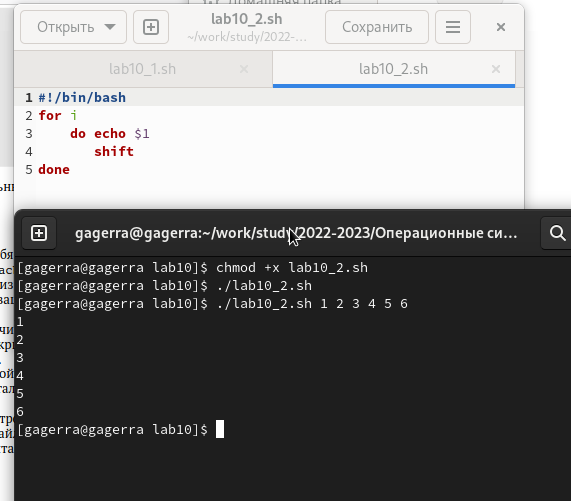 Открыть
lab10_2.sh
~/work/study/2022-...
Сохранить
lab10_1.sh
lab10_2.sh
1 #!/bin/bash
2 for i
3     do echo $1
4        shift
5 done
gagerra@gagerra:~/work/study/2022-2023/Операционные си...
[gagerra@gagerra lab10]$ chmod +x lab10_2.sh
[gagerra@gagerra lab10]$ ./lab10_2.sh
[gagerra@gagerra lab10]$ ./lab10_2.sh 1 2 3 4 5 6
1
2
3
4
5
6
[gagerra@gagerra lab10]$